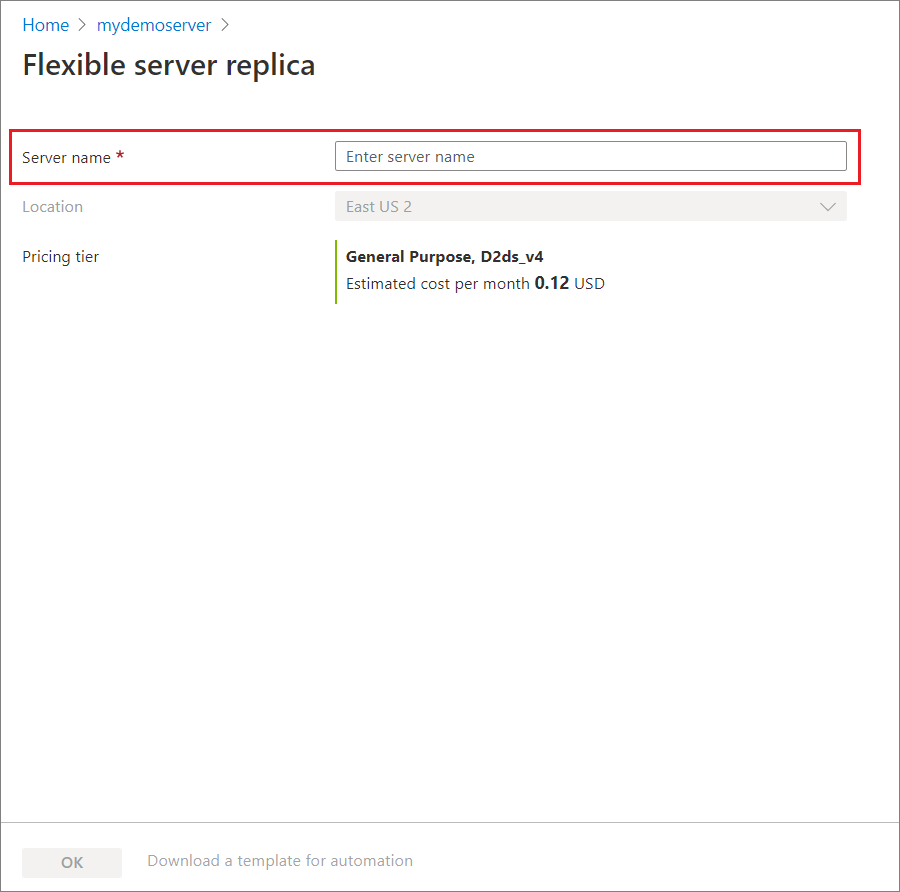 Home > mydemoserver >
Flexible server replica
Server name * Enter server name
Location East US 2
Pricing tier General Purpose, D2ds_v4
Estimated cost per month 0.12 USD
OK Download a template for automation